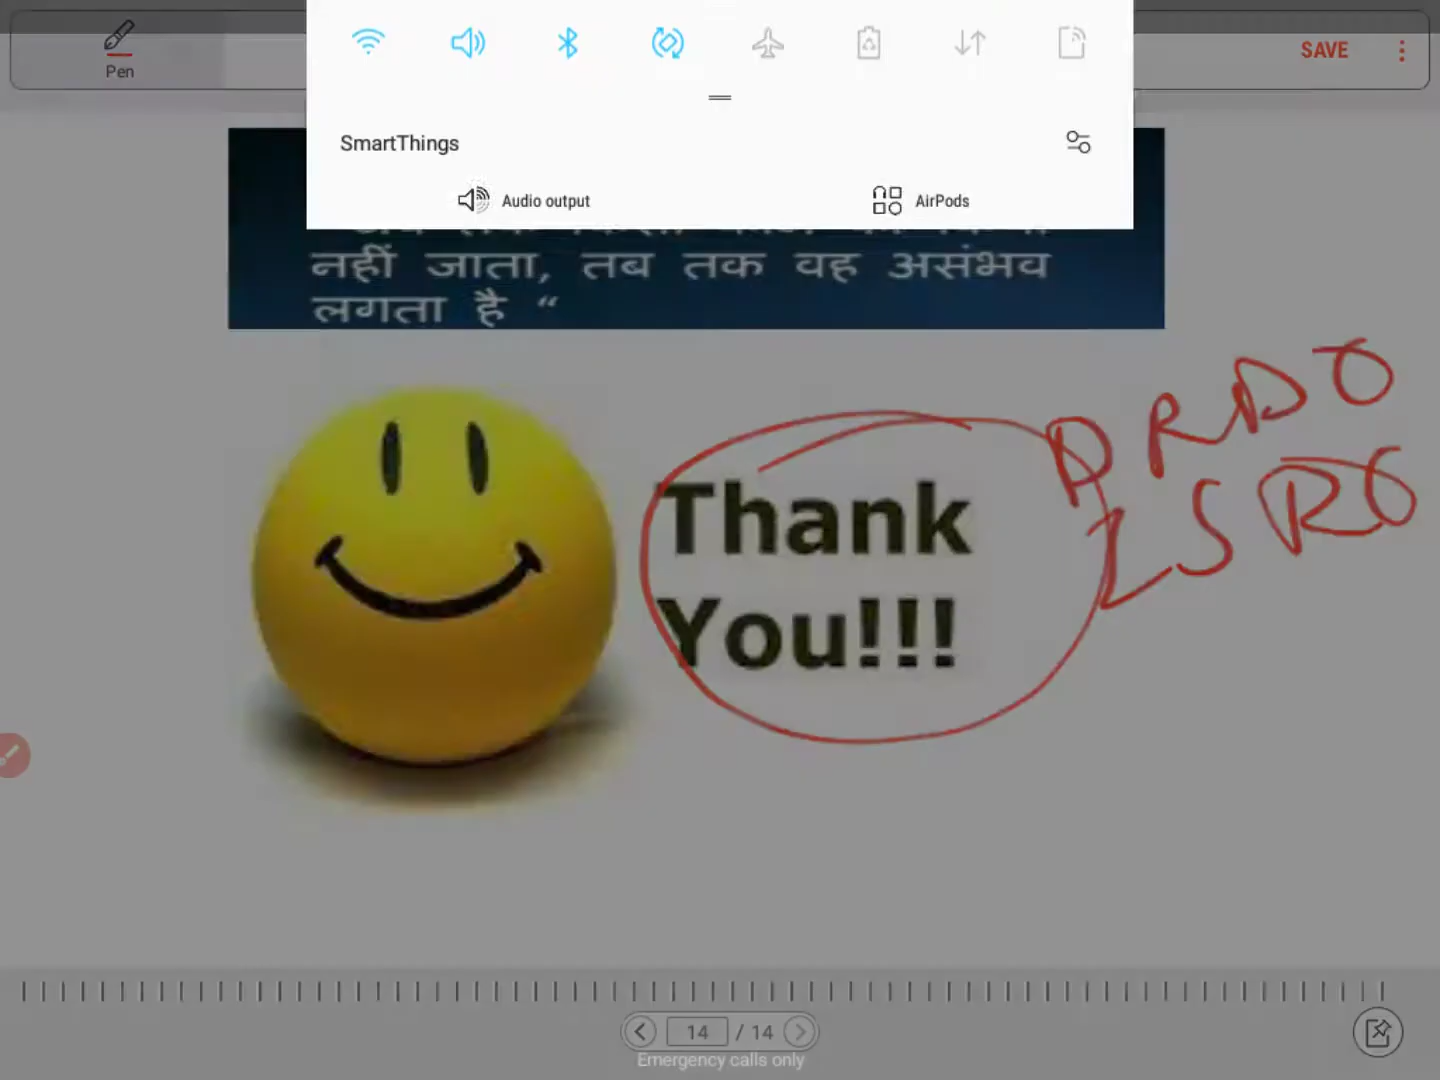 Pen
SAVE
SmartThings
Audio output
AirPods
नहीं जाता, तब तक वह असंभव
लगता है “
DRDO
ISRO
Thank
You!!!
14 / 14
Emergency calls only